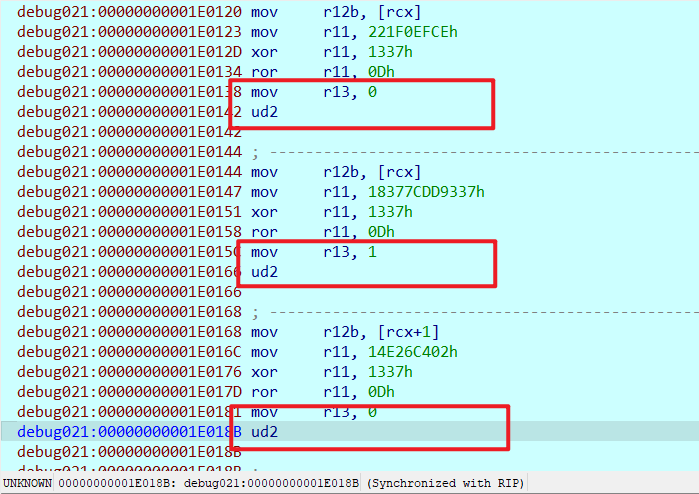 debug021:00000000001E0120 mov r12b, [rcx]
debug021:00000000001E0123 mov r11, 221F0EFCEh
debug021:00000000001E012D xor r11, 1337h
debug021:00000000001E0134 ror r11, 0Dh
debug021:00000000001E0138 mov r13, 0
debug021:00000000001E0142 ud2
debug021:00000000001E0142
debug021:00000000001E0144 ; ---------------------------------------------
debug021:00000000001E0144 mov r12b, [rcx]
debug021:00000000001E0147 mov r11, 18377CDD9337h
debug021:00000000001E0151 xor r11, 1337h
debug021:00000000001E0158 ror r11, 0Dh
debug021:00000000001E015C mov r13, 1
debug021:00000000001E0166 ud2
debug021:00000000001E0166
debug021:00000000001E0168 ; ---------------------------------------------
debug021:00000000001E0168 mov r12b, [rcx+1]
debug021:00000000001E016C mov r11, 14E26C402h
debug021:00000000001E0176 xor r11, 1337h
debug021:00000000001E017D ror r11, 0Dh
debug021:00000000001E0181 mov r13, 0
debug021:00000000001E018B ud2
debug021:00000000001E018B
UNKNOWN 00000000001E018B: debug021:00000000001E018B (Synchronized with RIP)